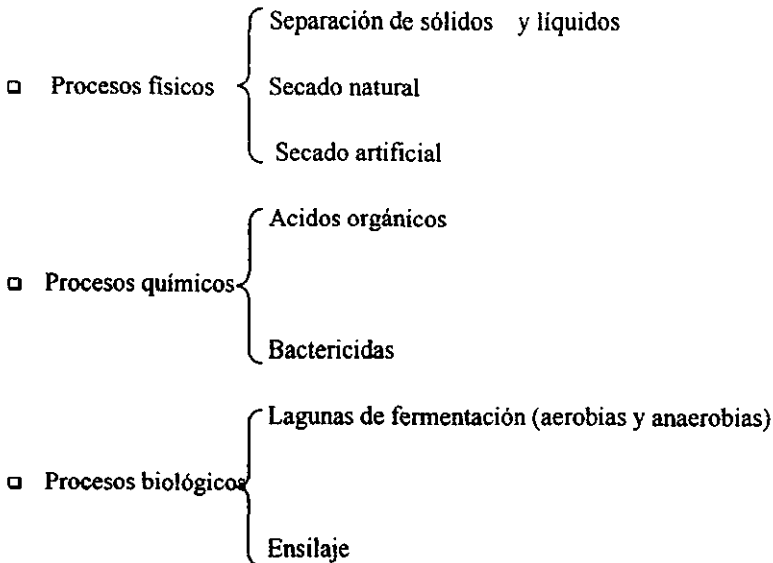 Separación de sólidos y líquidos
Procesos físicos
Secado natural
Secado artificial
Acidos orgánicos
Procesos químicos
Bactericidas
Lagunas de fermentación (aerobias y anaerobias)
Procesos biológicos
Ensilaje